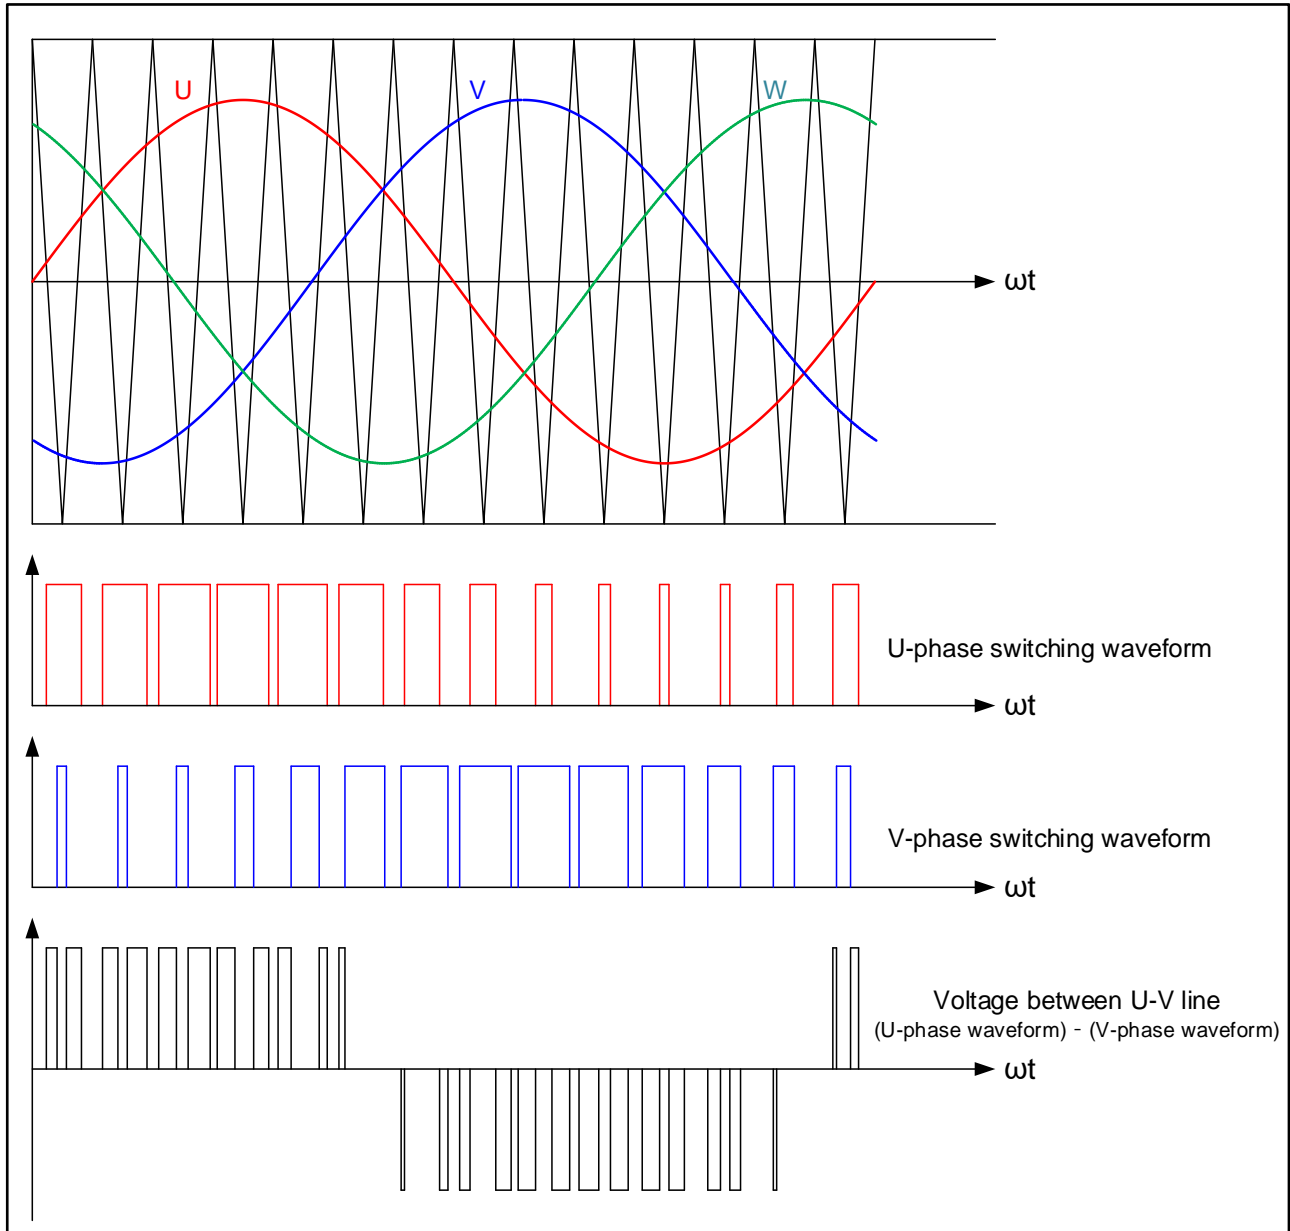 U
V
W
ωt
U-phase switching waveform
ωt
V-phase switching waveform
ωt
Voltage between U-V line
(U-phase waveform) - (V-phase waveform)
ωt